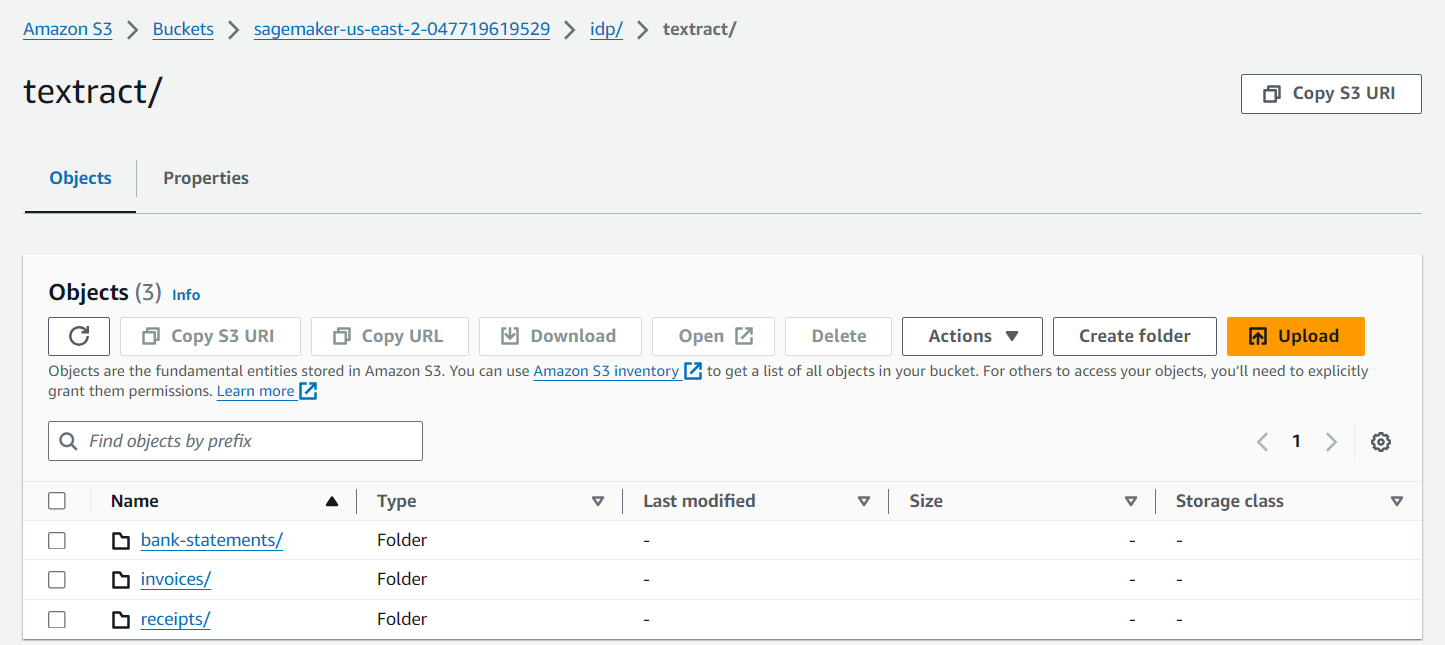 Amazon S3 > Buckets > sagemaker-us-east-2-047719619529 > idp/ > textract/
textract/
Copy S3 URI
Objects Properties
Objects (3) Info
Copy S3 URI Copy URL Download Open Delete Actions Create folder Upload
Objects are the fundamental entities stored in Amazon S3. You can use Amazon S3 inventory to get a list of all objects in your bucket. For others to access your objects, you’ll need to explicitly
grant them permissions. Learn more
Find objects by prefix
1
Name Type Last modified Size Storage class
bank-statements/ Folder - - -
invoices/ Folder - - -
receipts/ Folder - - -